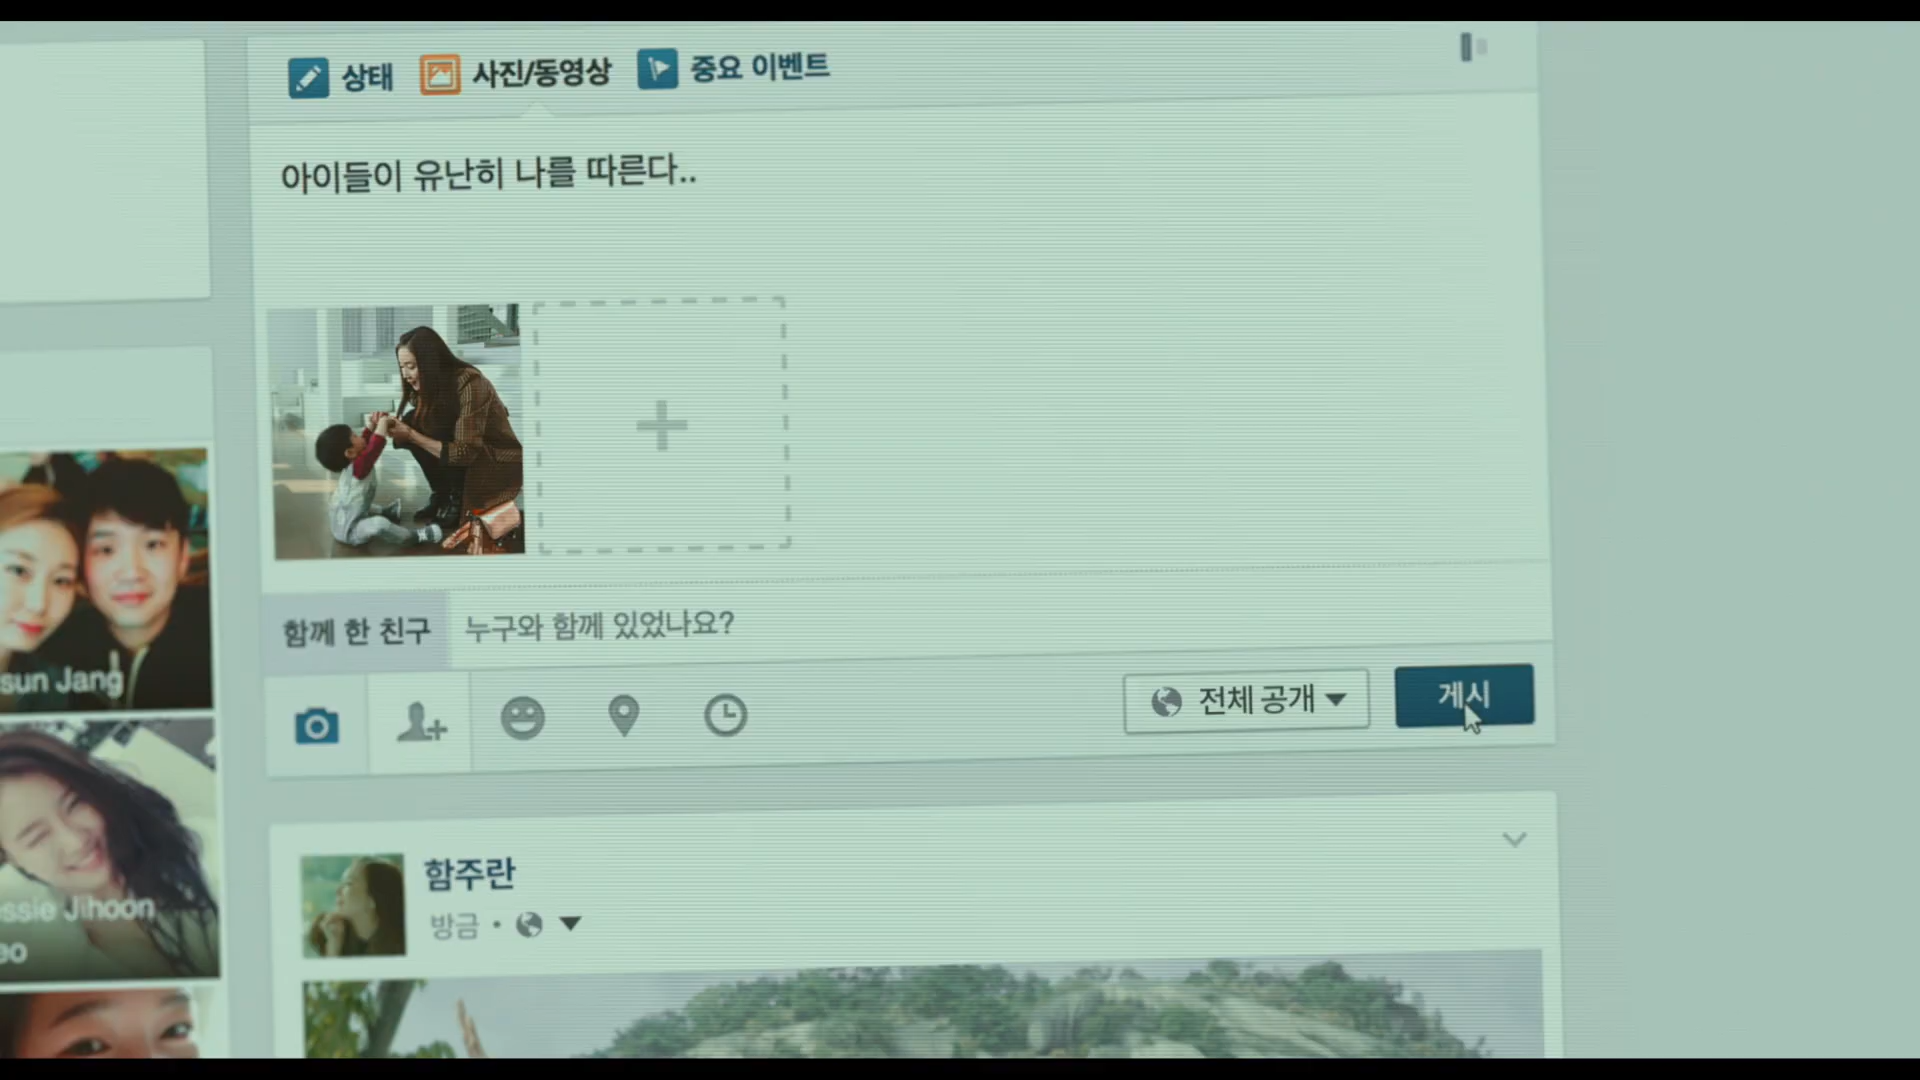 상태 사진/동영상 중요 이벤트
아이들이 유난히 나를 따른다..
함께 한 친구 누구와 함께 있었나요?
전체 공개 게시
sun Jang
ssie Jihoon
eo
함주란
방금